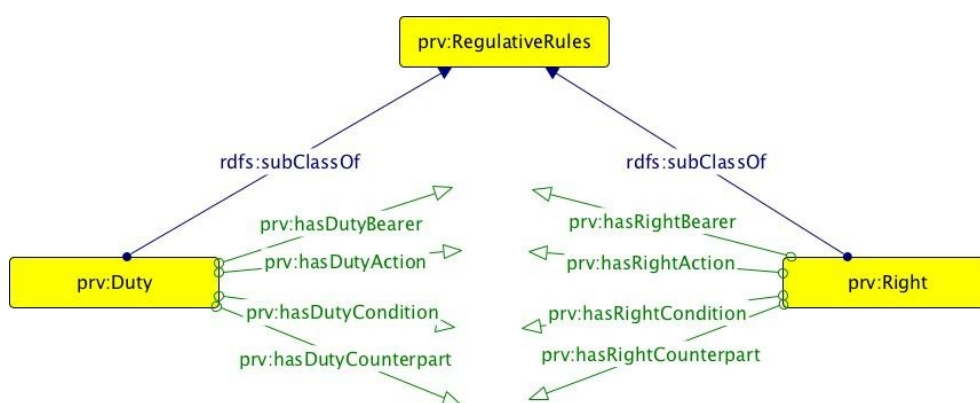 prv:RegulativeRules
rdfs:subClassOf
rdfs:subClassOf
prv:hasDutyBearer
prv:hasRightBearer
prv:hasDutyAction
prv:hasRightAction
prv:Duty
prv:Right
prv:hasDutyCondition
prv:hasRightCondition
prv:hasDutyCounterpart
prv:hasRightCounterpart